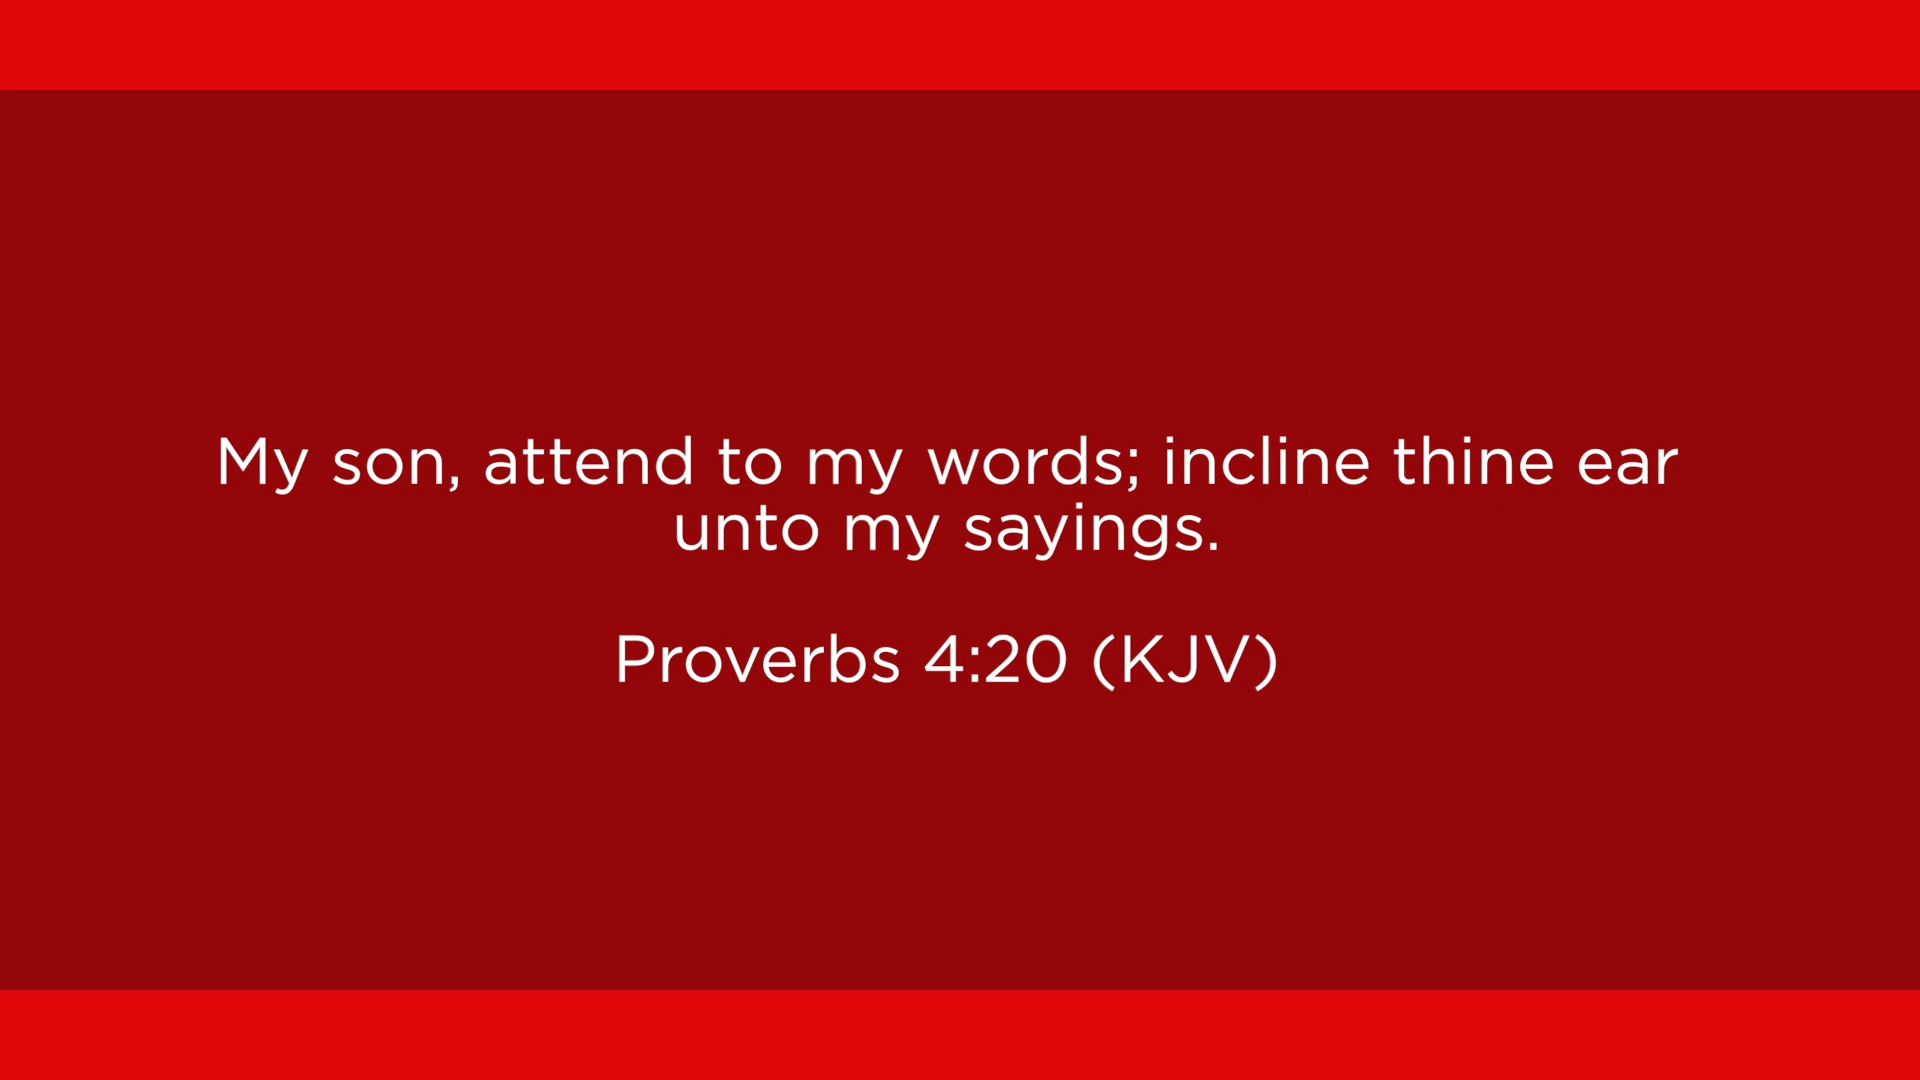 My son, attend to my words; incline thine ear
unto my sayings.
Proverbs 4:20 (KJV)